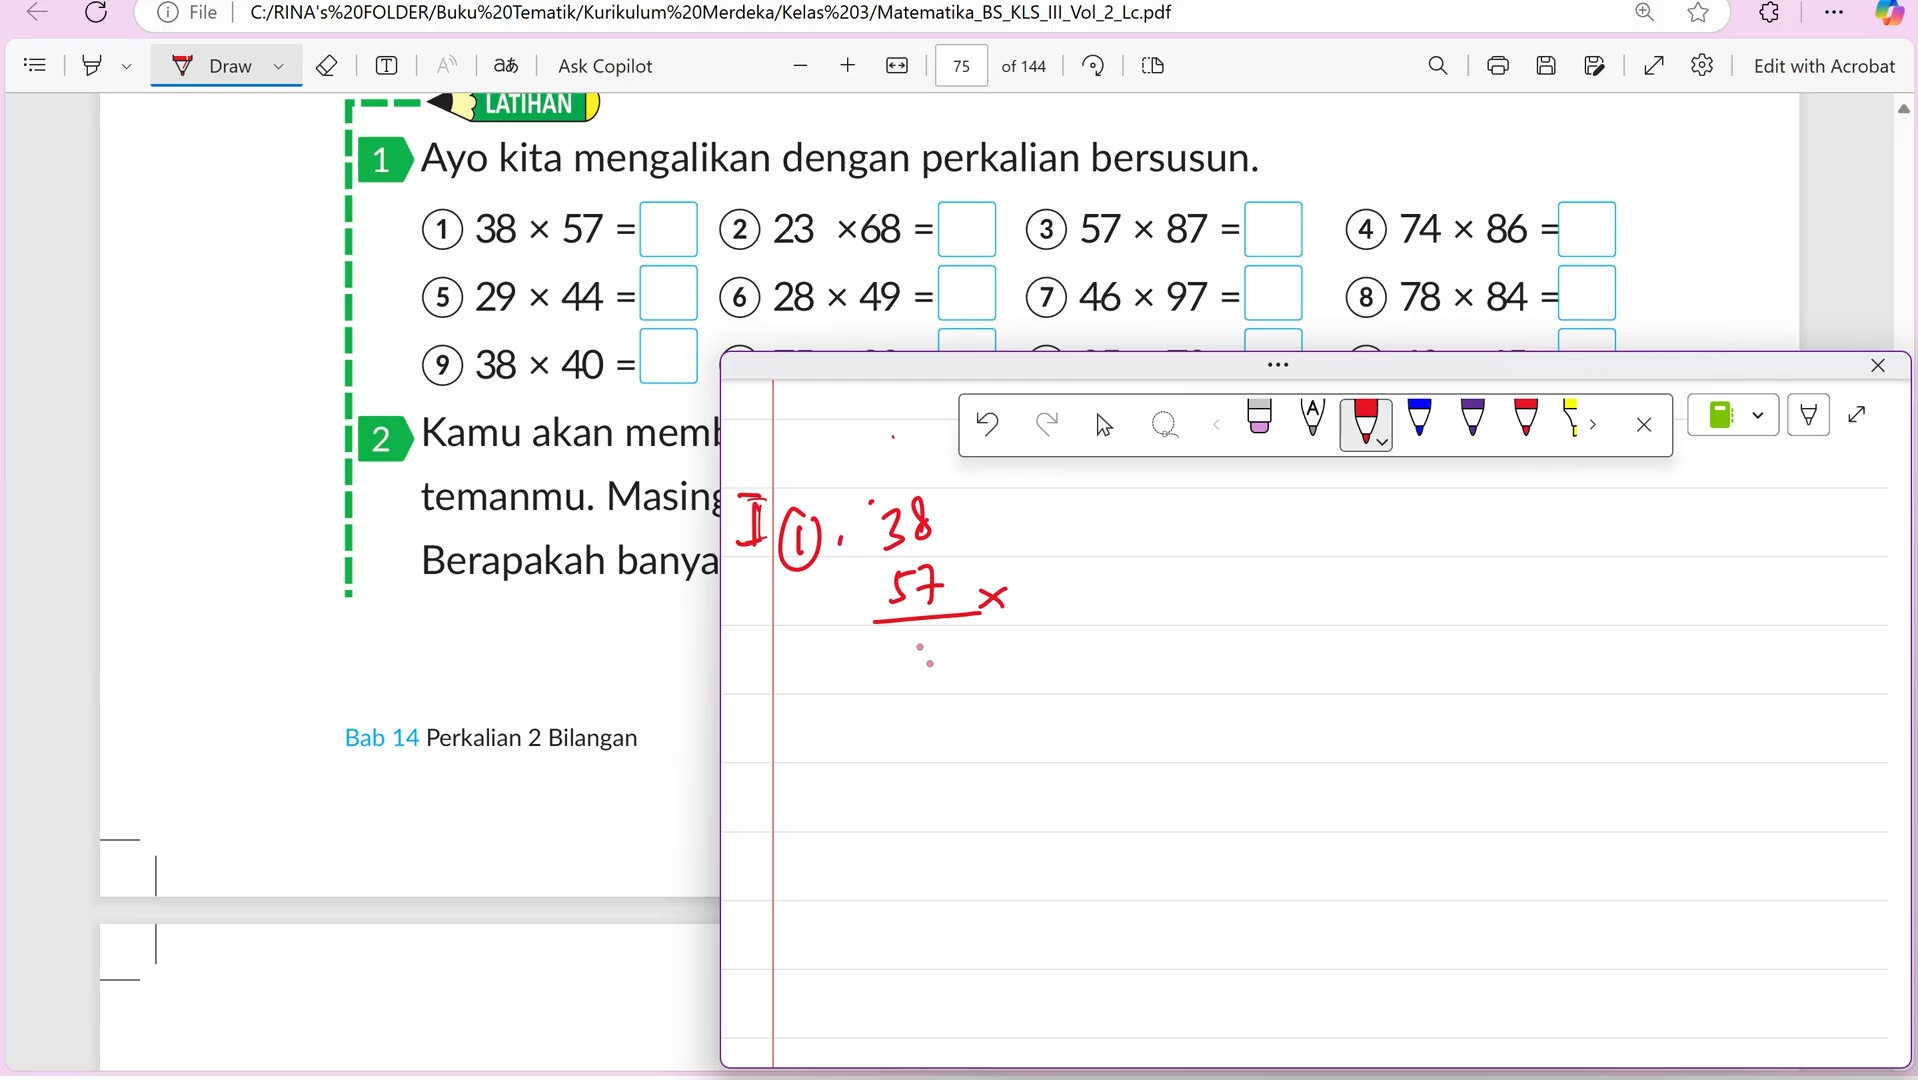 File
C:/RINA's%20FOLDER/Buku%20Tematik/Kurikulum%20Merdeka/Kelas%203/Matematika_BS_KLS_III_Vol_2_Lc.pdf
Draw
T
A
aあ
Ask Copilot
75 of 144
Edit with Acrobat
LATIHAN
1 Ayo kita mengalikan dengan perkalian bersusun.
① 38 × 57 = ② 23 ×68 = ③ 57 × 87 = ④ 74 × 86 =
⑤ 29 × 44 = ⑥ 28 × 49 = ⑦ 46 × 97 = ⑧ 78 × 84 =
⑨ 38 × 40 =
2 Kamu akan memb
temanmu. Masing
Berapakah banya
A
I ①. 38
57 ×
Bab 14 Perkalian 2 Bilangan